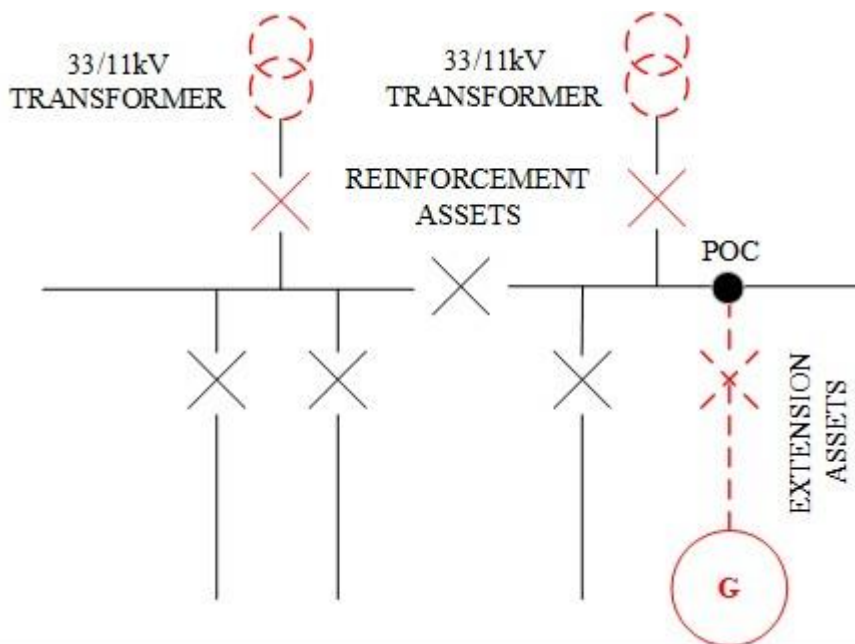 33/11kV
TRANSFORMER
33/11kV
TRANSFORMER
REINFORCEMENT
ASSETS
POC
EXTENSION
ASSETS
G